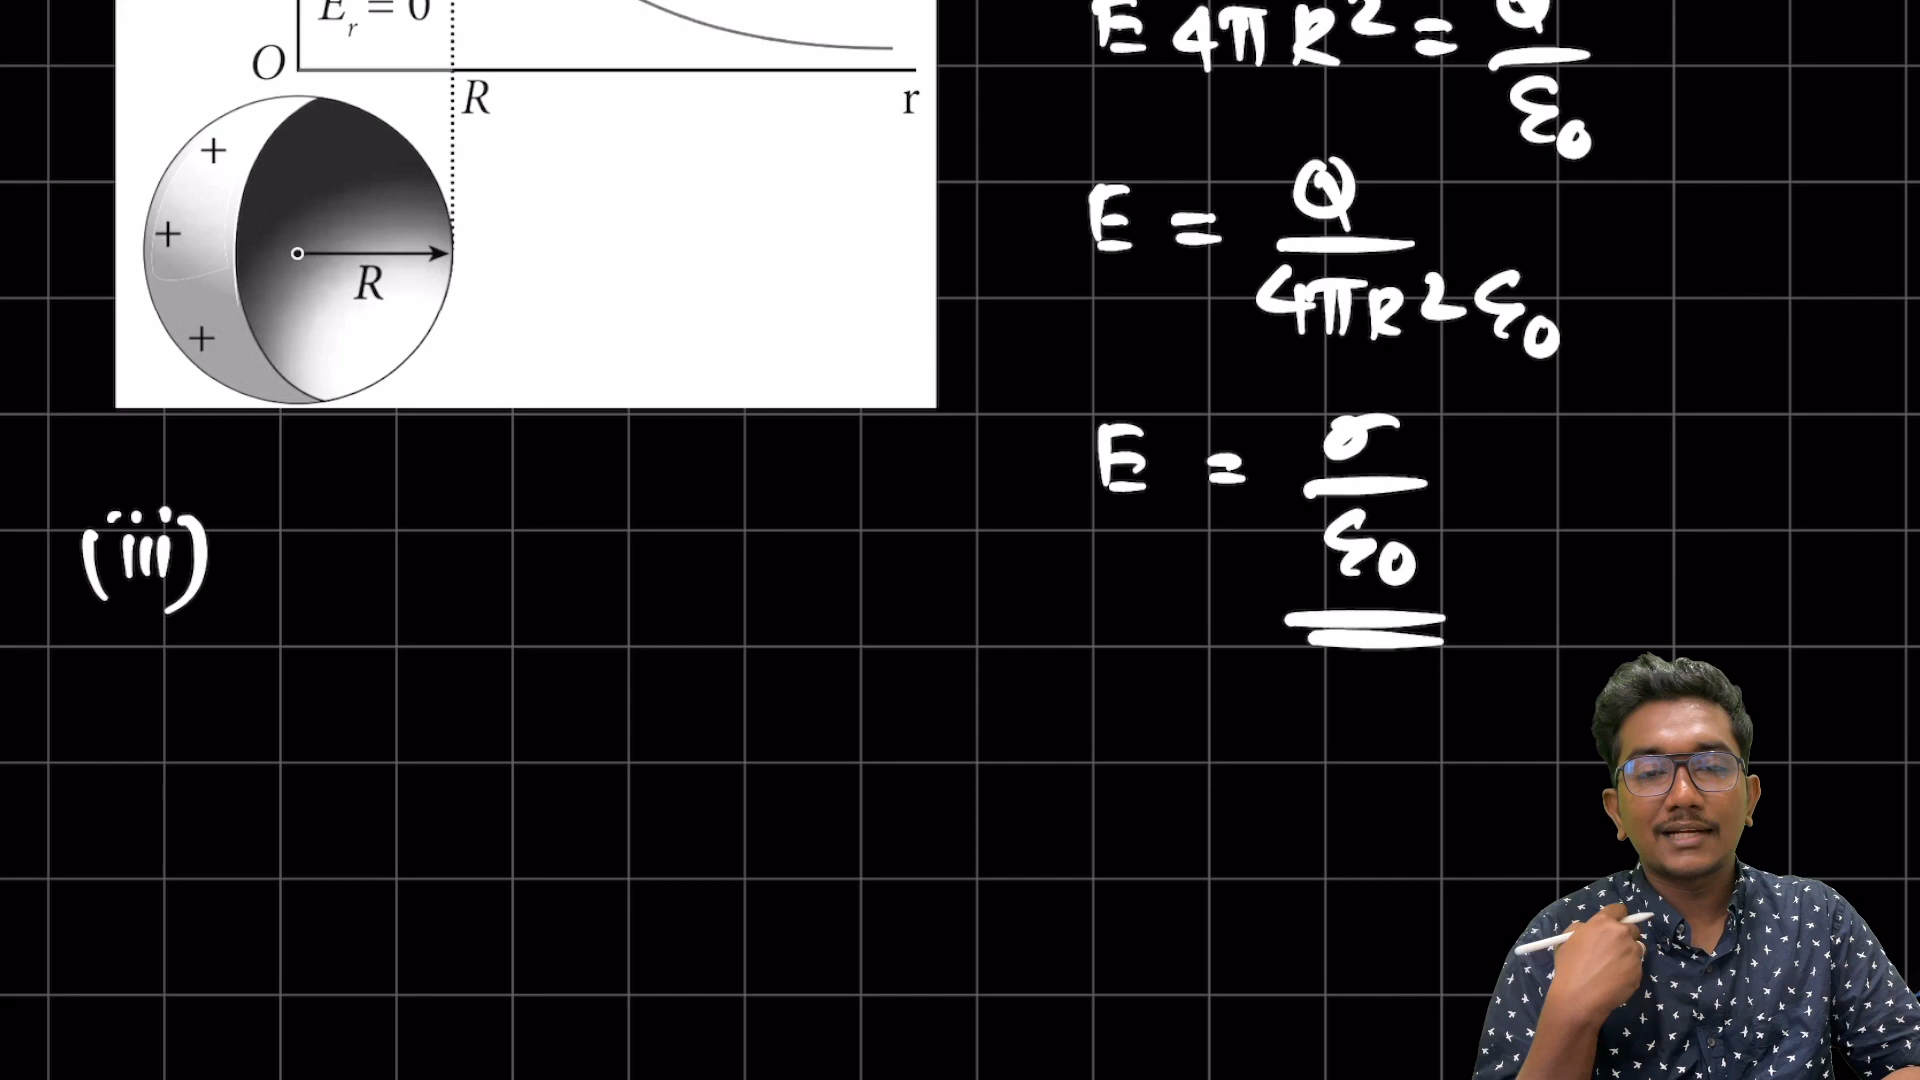 E_r = 0
O
R
r
+
+
R
+
E 4πR² = Q/ε₀
E = Q/4πR²ε₀
E = σ/ε₀
(iii)